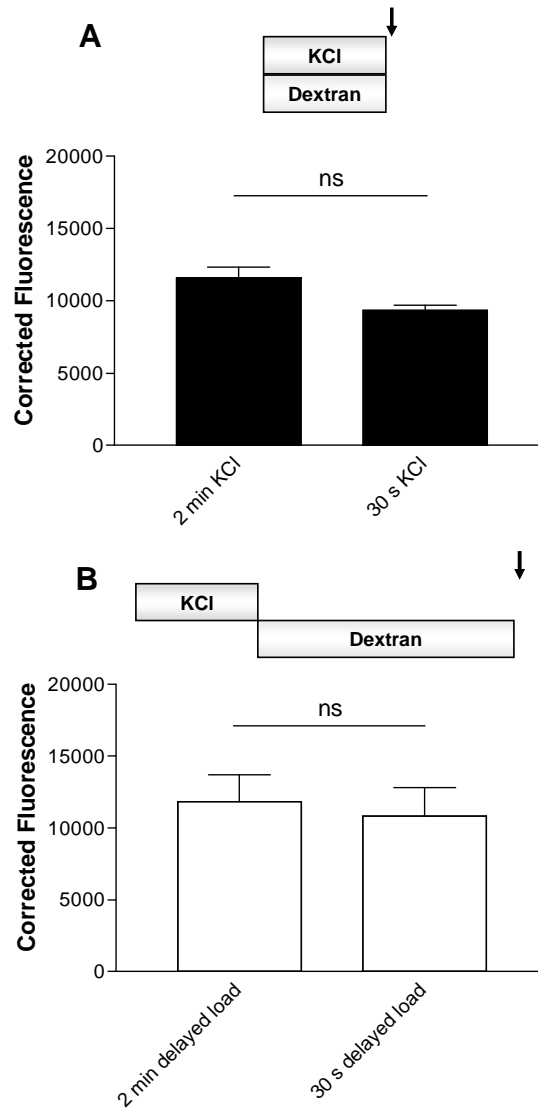 A
KCl
Dextran
20000
ns
15000
10000
5000
0
Corrected Fluorescence
2 min KCl
30 s KCl
B
KCl
Dextran
20000
ns
15000
10000
5000
0
Corrected Fluorescence
2 min delayed load
30 s delayed load